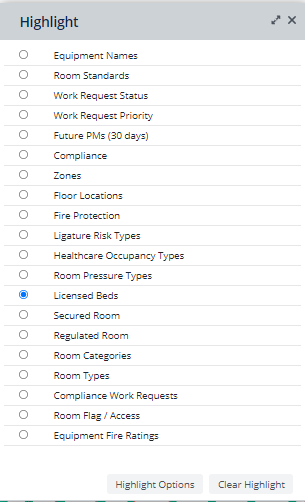 Highlight
Equipment Names
Room Standards
Work Request Status
Work Request Priority
Future PMs (30 days)
Compliance
Zones
Floor Locations
Fire Protection
Ligature Risk Types
Healthcare Occupancy Types
Room Pressure Types
Licensed Beds
Secured Room
Regulated Room
Room Categories
Room Types
Compliance Work Requests
Room Flag / Access
Equipment Fire Ratings
Highlight Options Clear Highlight